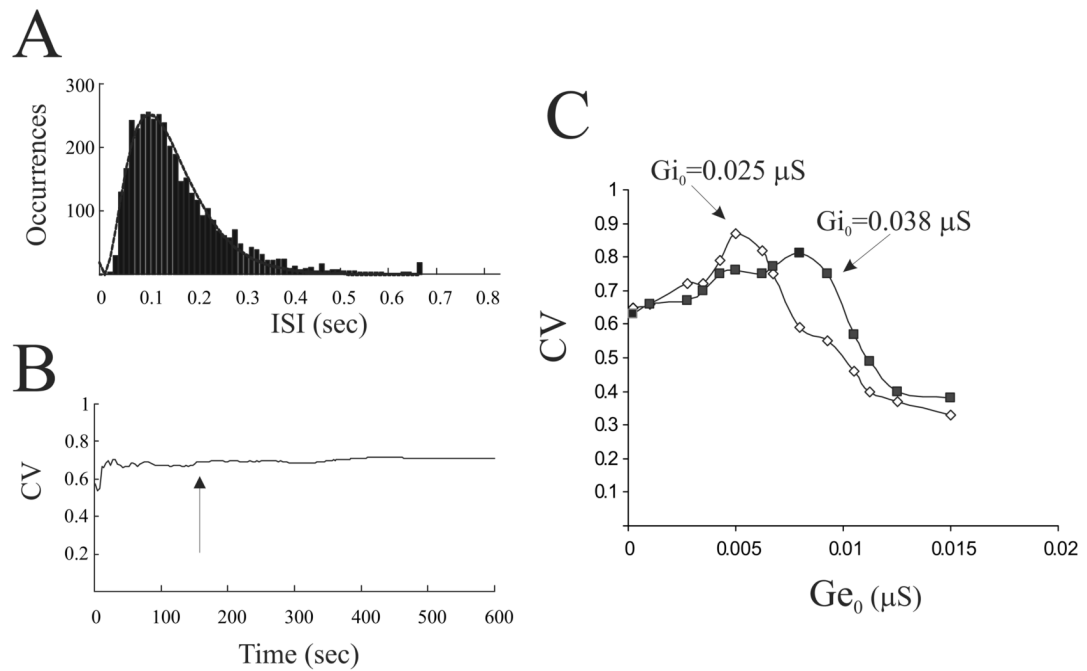 A
Occurrences
300
200
100
0 0.1 0.2 0.3 0.4 0.5 0.6 0.7 0.8
ISI (sec)
B
CV
1
0.8
0.6
0.4
0.2
0 100 200 300 400 500 600
Time (sec)
C
Gi₀=0.025 µS
Gi₀=0.038 µS
CV
1
0.9
0.8
0.7
0.6
0.5
0.4
0.3
0.2
0.1
0 0.005 0.01 0.015 0.02
Ge₀ (µS)